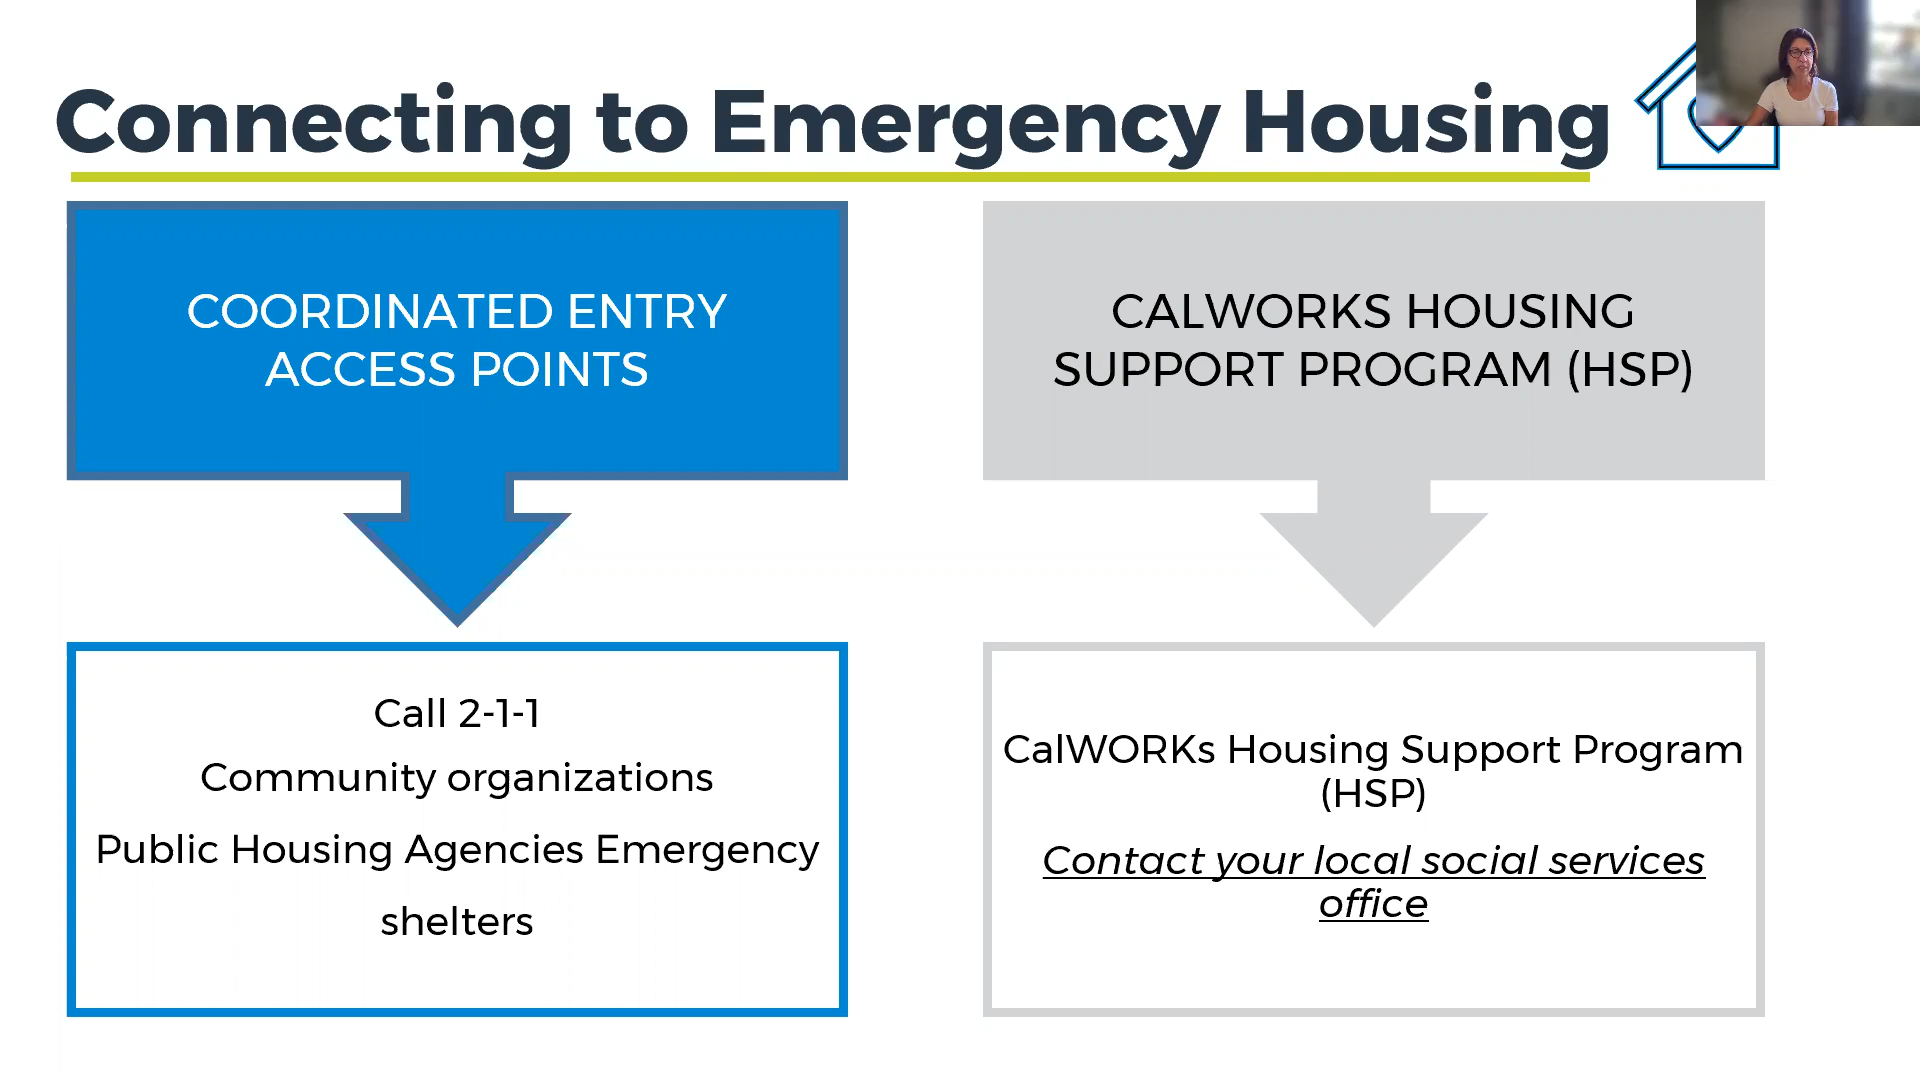 Connecting to Emergency Housing
COORDINATED ENTRY
ACCESS POINTS
Call 2-1-1
Community organizations
Public Housing Agencies Emergency
shelters
CALWORKS HOUSING
SUPPORT PROGRAM (HSP)
CalWORKs Housing Support Program
(HSP)
Contact your local social services
office